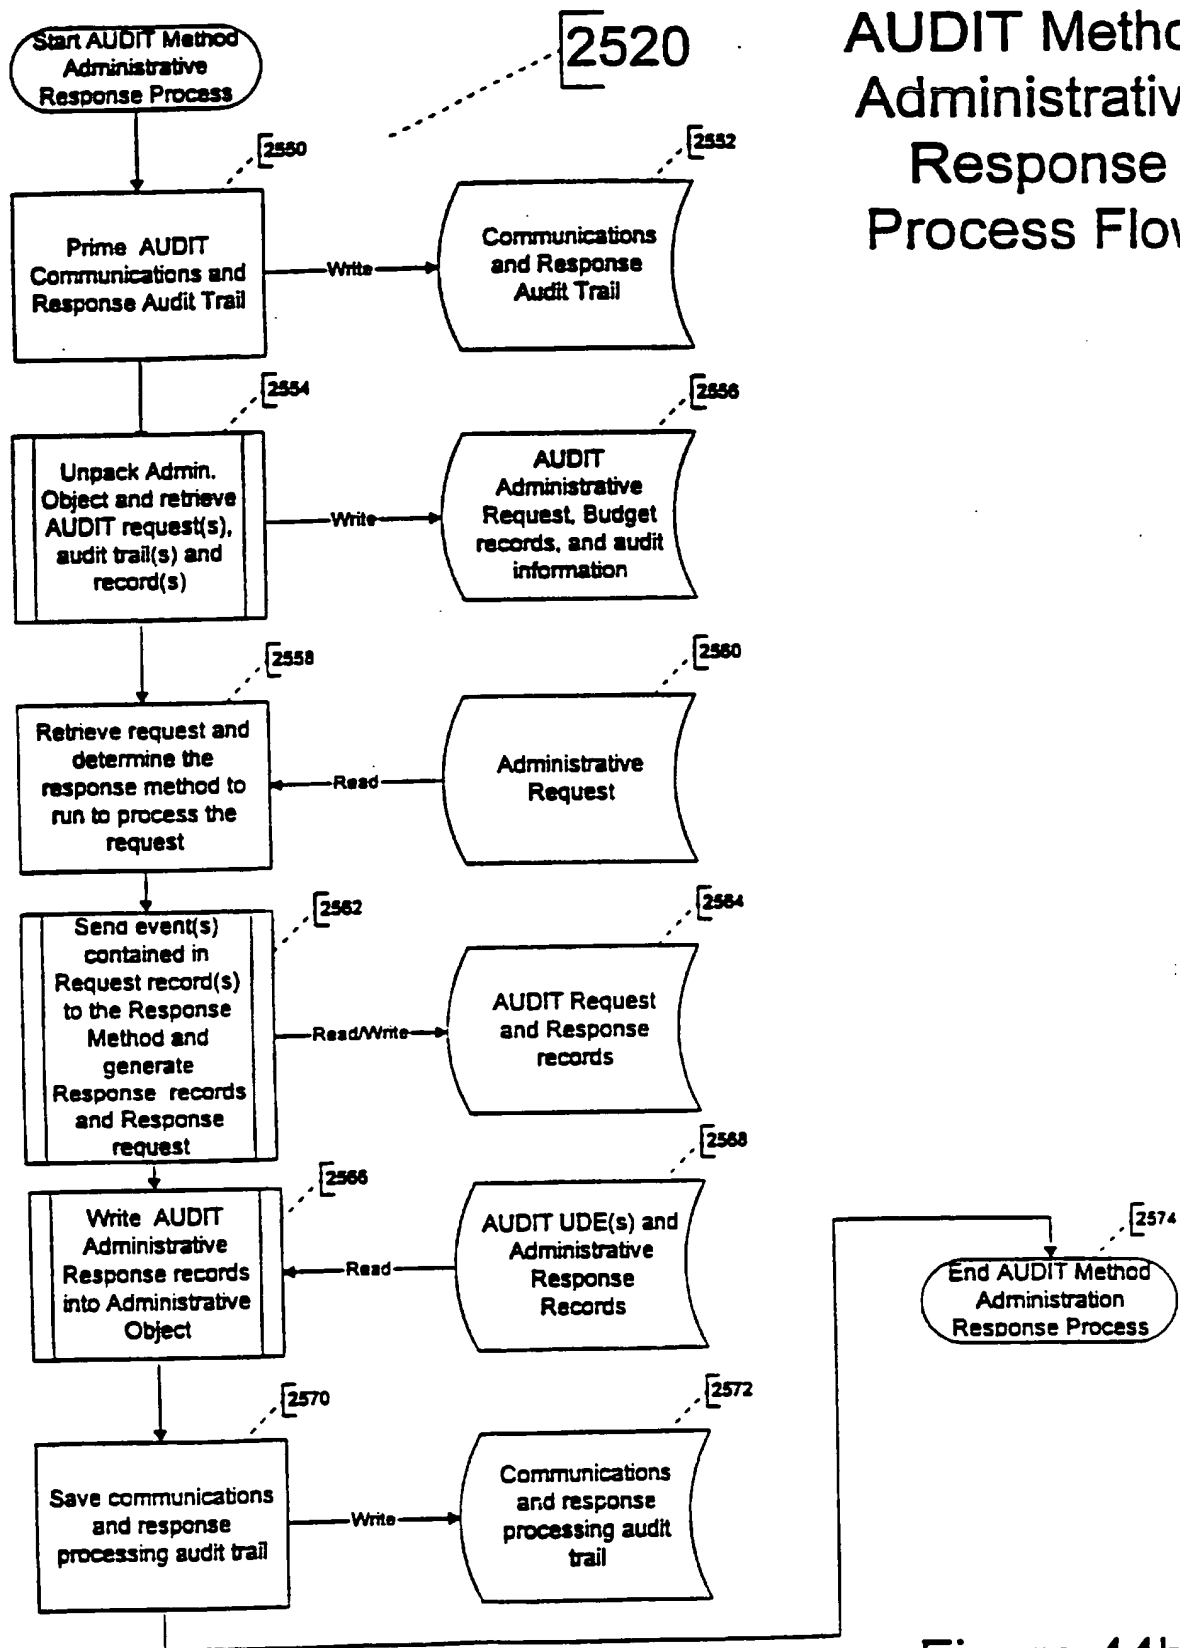 Start AUDIT Method
Administrative
Response Process
2520
AUDIT Metho
Administrativ
Response
Process Flov
2550
Prime AUDIT
Communications and
Response Audit Trail
Write
2552
Communications
and Response
Audit Trail
2554
Unpack Admin.
Object and retrieve
AUDIT request(s),
audit trail(s) and
record(s)
Write
2556
AUDIT
Administrative
Request, Budget
records, and audit
information
2558
Retrieve request and
determine the
response method to
run to process the
request
Read
2560
Administrative
Request
2562
Send event(s)
contained in
Request record(s)
to the Response
Method and
generate
Response records
and Response
request
Read/Write
2564
AUDIT Request
and Response
records
2566
Write AUDIT
Administrative
Response records
into Administrative
Object
Read
2568
AUDIT UDE(s) and
Administrative
Response
Records
2570
Save communications
and response
processing audit trail
Write
2572
Communications
and response
processing audit
trail
2574
End AUDIT Method
Administration
Response Process
Figure 44b